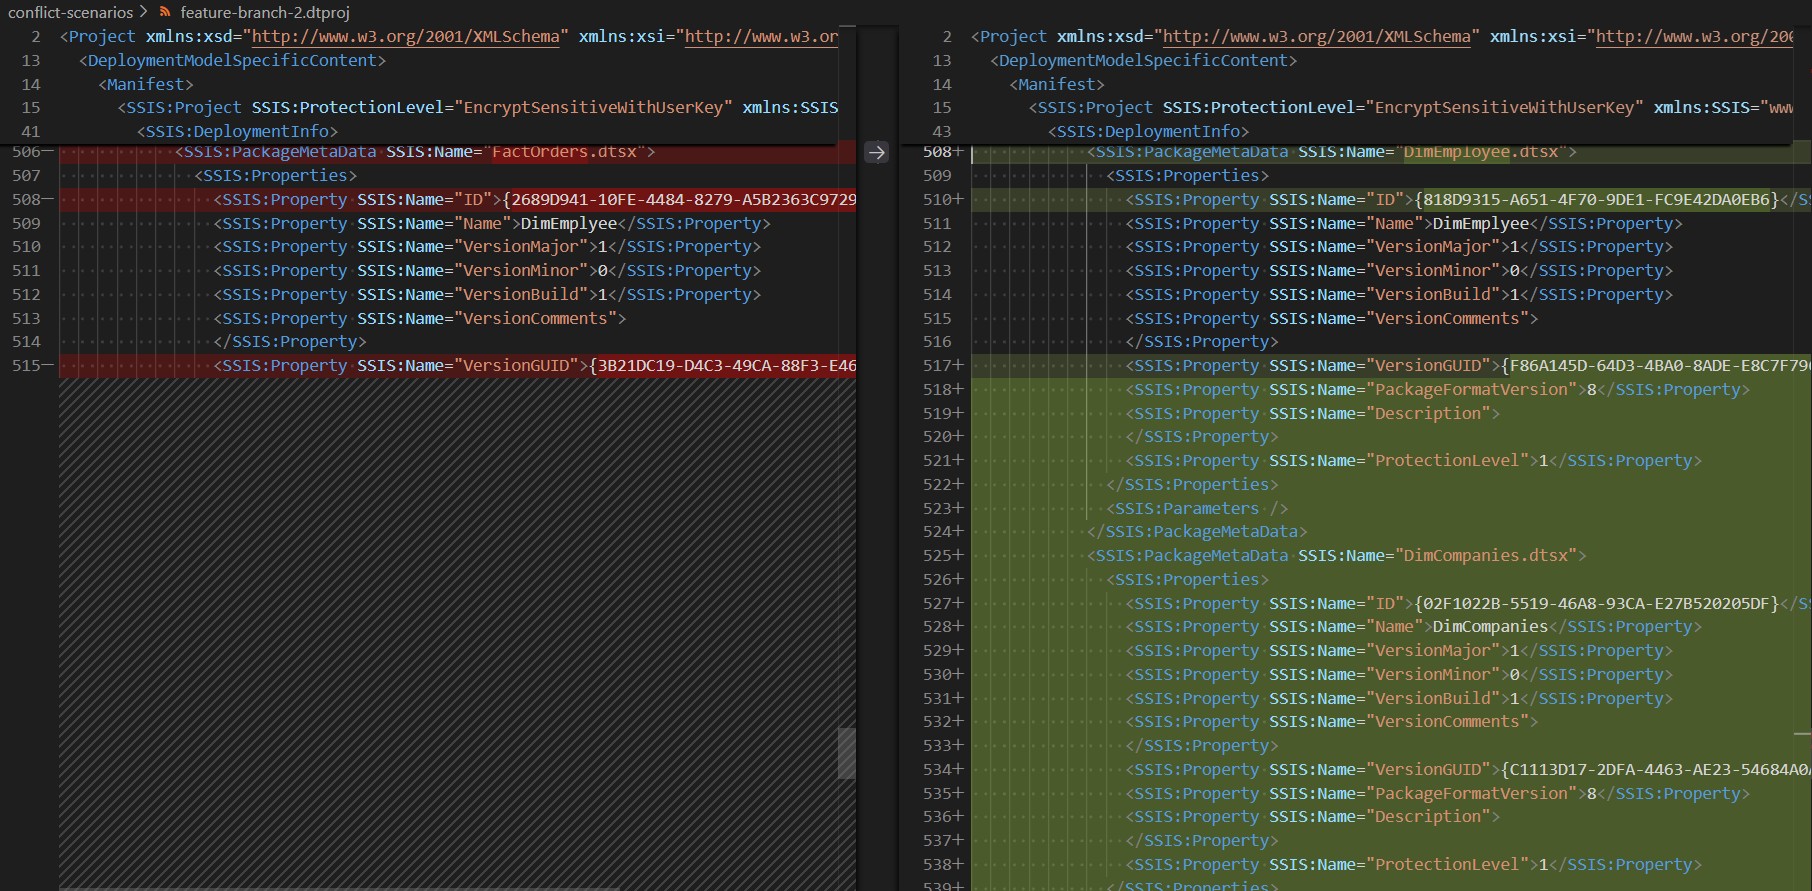 conflict-scenarios > feature-branch-2.dtproj
2 <Project xmlns:xsd="http://www.w3.org/2001/XMLSchema" xmlns:xsi="http://www.w3.or
13 <DeploymentModelSpecificContent>
14 <Manifest>
15 <SSIS:Project SSIS:ProtectionLevel="EncryptSensitiveWithUserKey" xmlns:SSIS
41 <SSIS:DeploymentInfo>
506— <SSIS:PackageMetaData SSIS:Name="FactOrders.dtsx">
507 <SSIS:Properties>
508— <SSIS:Property SSIS:Name="ID">{2689D941-10FE-4484-8279-A5B2363C9729
509 <SSIS:Property SSIS:Name="Name">DimEmplyee</SSIS:Property>
510 <SSIS:Property SSIS:Name="VersionMajor">1</SSIS:Property>
511 <SSIS:Property SSIS:Name="VersionMinor">0</SSIS:Property>
512 <SSIS:Property SSIS:Name="VersionBuild">1</SSIS:Property>
513 <SSIS:Property SSIS:Name="VersionComments">
514 </SSIS:Property>
515— <SSIS:Property SSIS:Name="VersionGUID">{3B21DC19-D4C3-49CA-88F3-E46
2 <Project xmlns:xsd="http://www.w3.org/2001/XMLSchema" xmlns:xsi="http://www.w3.org/200
13 <DeploymentModelSpecificContent>
14 <Manifest>
15 <SSIS:Project SSIS:ProtectionLevel="EncryptSensitiveWithUserKey" xmlns:SSIS="www
43 <SSIS:DeploymentInfo>
508+ <SSIS:PackageMetaData SSIS:Name="DimEmployee.dtsx">
509 <SSIS:Properties>
510+ <SSIS:Property SSIS:Name="ID">{818D9315-A651-4F70-9DE1-FC9E42DA0EB6}</S
511 <SSIS:Property SSIS:Name="Name">DimEmplyee</SSIS:Property>
512 <SSIS:Property SSIS:Name="VersionMajor">1</SSIS:Property>
513 <SSIS:Property SSIS:Name="VersionMinor">0</SSIS:Property>
514 <SSIS:Property SSIS:Name="VersionBuild">1</SSIS:Property>
515 <SSIS:Property SSIS:Name="VersionComments">
516 </SSIS:Property>
517+ <SSIS:Property SSIS:Name="VersionGUID">{F86A145D-64D3-4BA0-8ADE-E8C7F79
518+ <SSIS:Property SSIS:Name="PackageFormatVersion">8</SSIS:Property>
519+ <SSIS:Property SSIS:Name="Description">
520+ </SSIS:Property>
521+ <SSIS:Property SSIS:Name="ProtectionLevel">1</SSIS:Property>
522+ </SSIS:Properties>
523+ <SSIS:Parameters />
524+ </SSIS:PackageMetaData>
525+ <SSIS:PackageMetaData SSIS:Name="DimCompanies.dtsx">
526+ <SSIS:Properties>
527+ <SSIS:Property SSIS:Name="ID">{02F1022B-5519-46A8-93CA-E27B520205DF}</S
528+ <SSIS:Property SSIS:Name="Name">DimCompanies</SSIS:Property>
529+ <SSIS:Property SSIS:Name="VersionMajor">1</SSIS:Property>
530+ <SSIS:Property SSIS:Name="VersionMinor">0</SSIS:Property>
531+ <SSIS:Property SSIS:Name="VersionBuild">1</SSIS:Property>
532+ <SSIS:Property SSIS:Name="VersionComments">
533+ </SSIS:Property>
534+ <SSIS:Property SSIS:Name="VersionGUID">{C1113D17-2DFA-4463-AE23-54684A0
535+ <SSIS:Property SSIS:Name="PackageFormatVersion">8</SSIS:Property>
536+ <SSIS:Property SSIS:Name="Description">
537+ </SSIS:Property>
538+ <SSIS:Property SSIS:Name="ProtectionLevel">1</SSIS:Property>
539+ </SSIS:Properties>